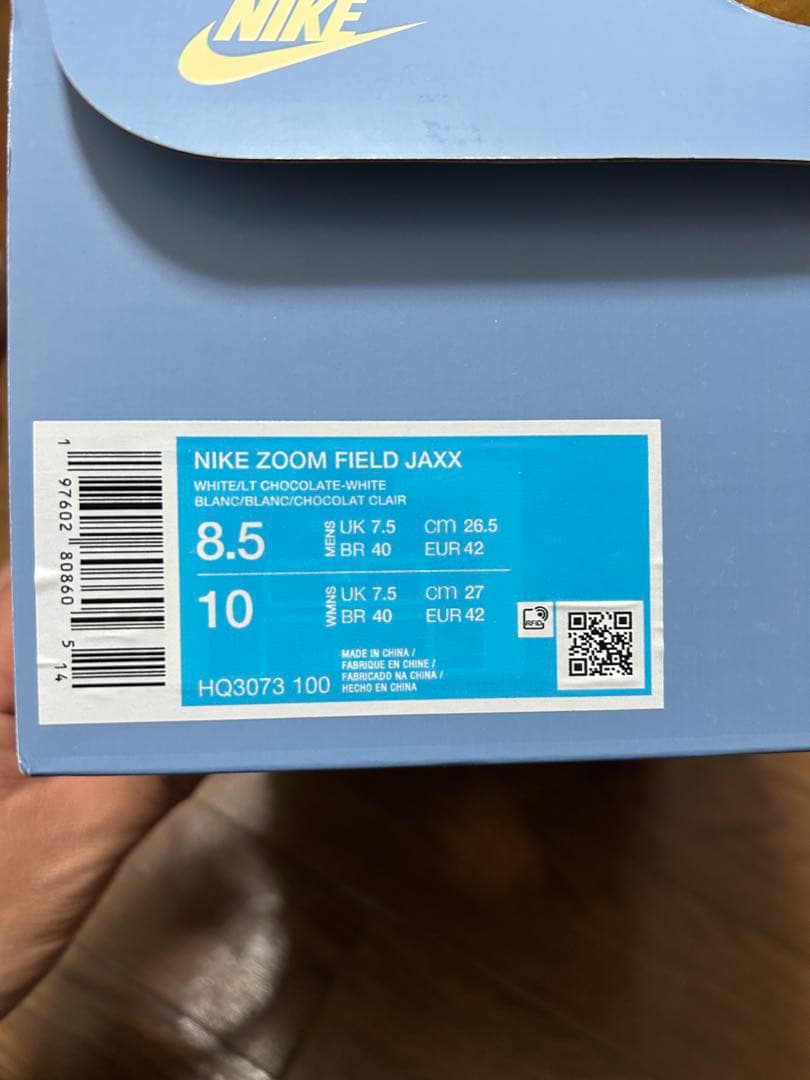 NIKE
1 97602 80860 5 14
NIKE ZOOM FIELD JAXX
WHITE/LT CHOCOLATE-WHITE
BLANC/BLANC/CHOCOLAT CLAIR
8.5 MENS UK 7.5 cm 26.5
BR 40 EUR 42
10 WMNS UK 7.5 cm 27
BR 40 EUR 42
RFID
MADE IN CHINA /
FABRIQUE EN CHINE /
FABRICADO NA CHINA /
HECHO EN CHINA
HQ3073 100